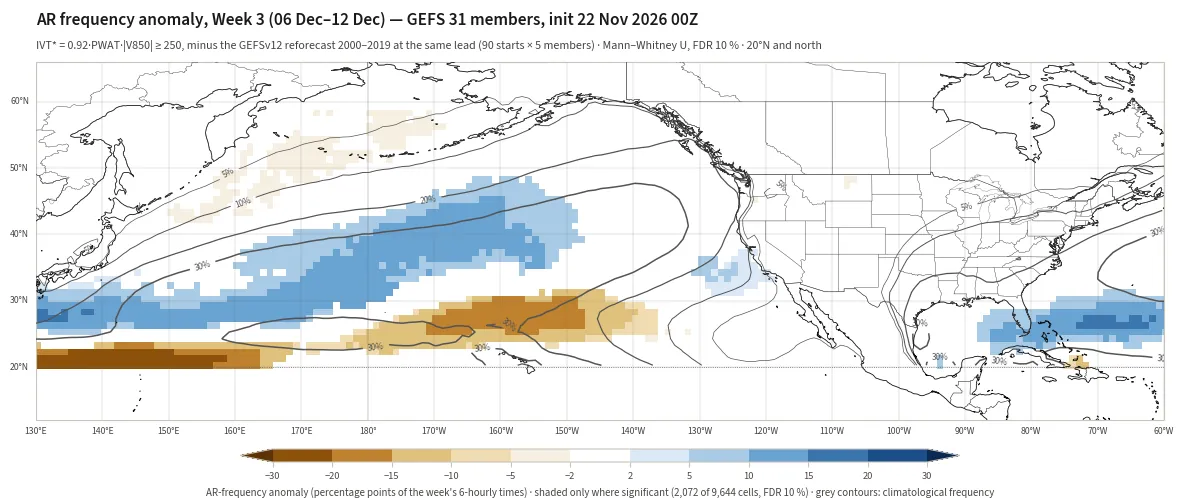 AR frequency anomaly, Week 3 (06 Dec–12 Dec) — GEFS 31 members, init 22 Nov 2026 00Z
IVT* = 0.92·PWAT·|V850| ≥ 250, minus the GEFSv12 reforecast 2000–2019 at the same lead (90 starts × 5 members) · Mann–Whitney U, FDR 10 % · 20°N and north
60°N
50°N
40°N
30°N
20°N
5%
10%
20%
30%
30%
30%
30%
30%
5%
5%
30%
30%
30%
30%
130°E 140°E 150°E 160°E 170°E 180° 170°W 160°W 150°W 140°W 130°W 120°W 110°W 100°W 90°W 80°W 70°W 60°W
−30 −20 −15 −10 −5 −2 2 5 10 15 20 30
AR-frequency anomaly (percentage points of the week's 6-hourly times) · shaded only where significant (2,072 of 9,644 cells, FDR 10 %) · grey contours: climatological frequency